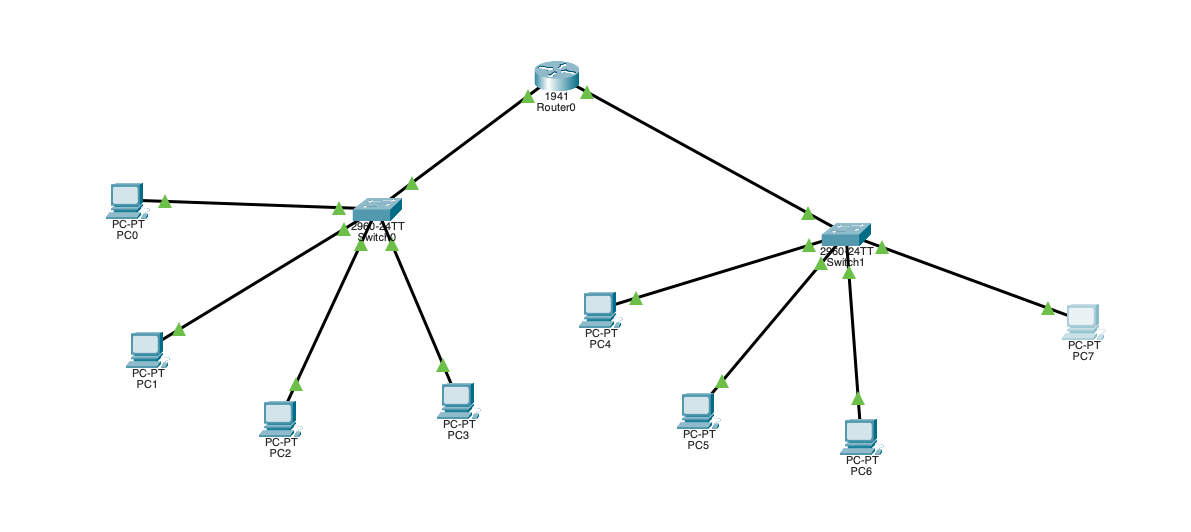 1941
Router0
PC-PT
PC0
2960-24TT
Switch0
2960-24TT
Switch1
PC-PT
PC4
PC-PT
PC7
PC-PT
PC1
PC-PT
PC2
PC-PT
PC3
PC-PT
PC5
PC-PT
PC6